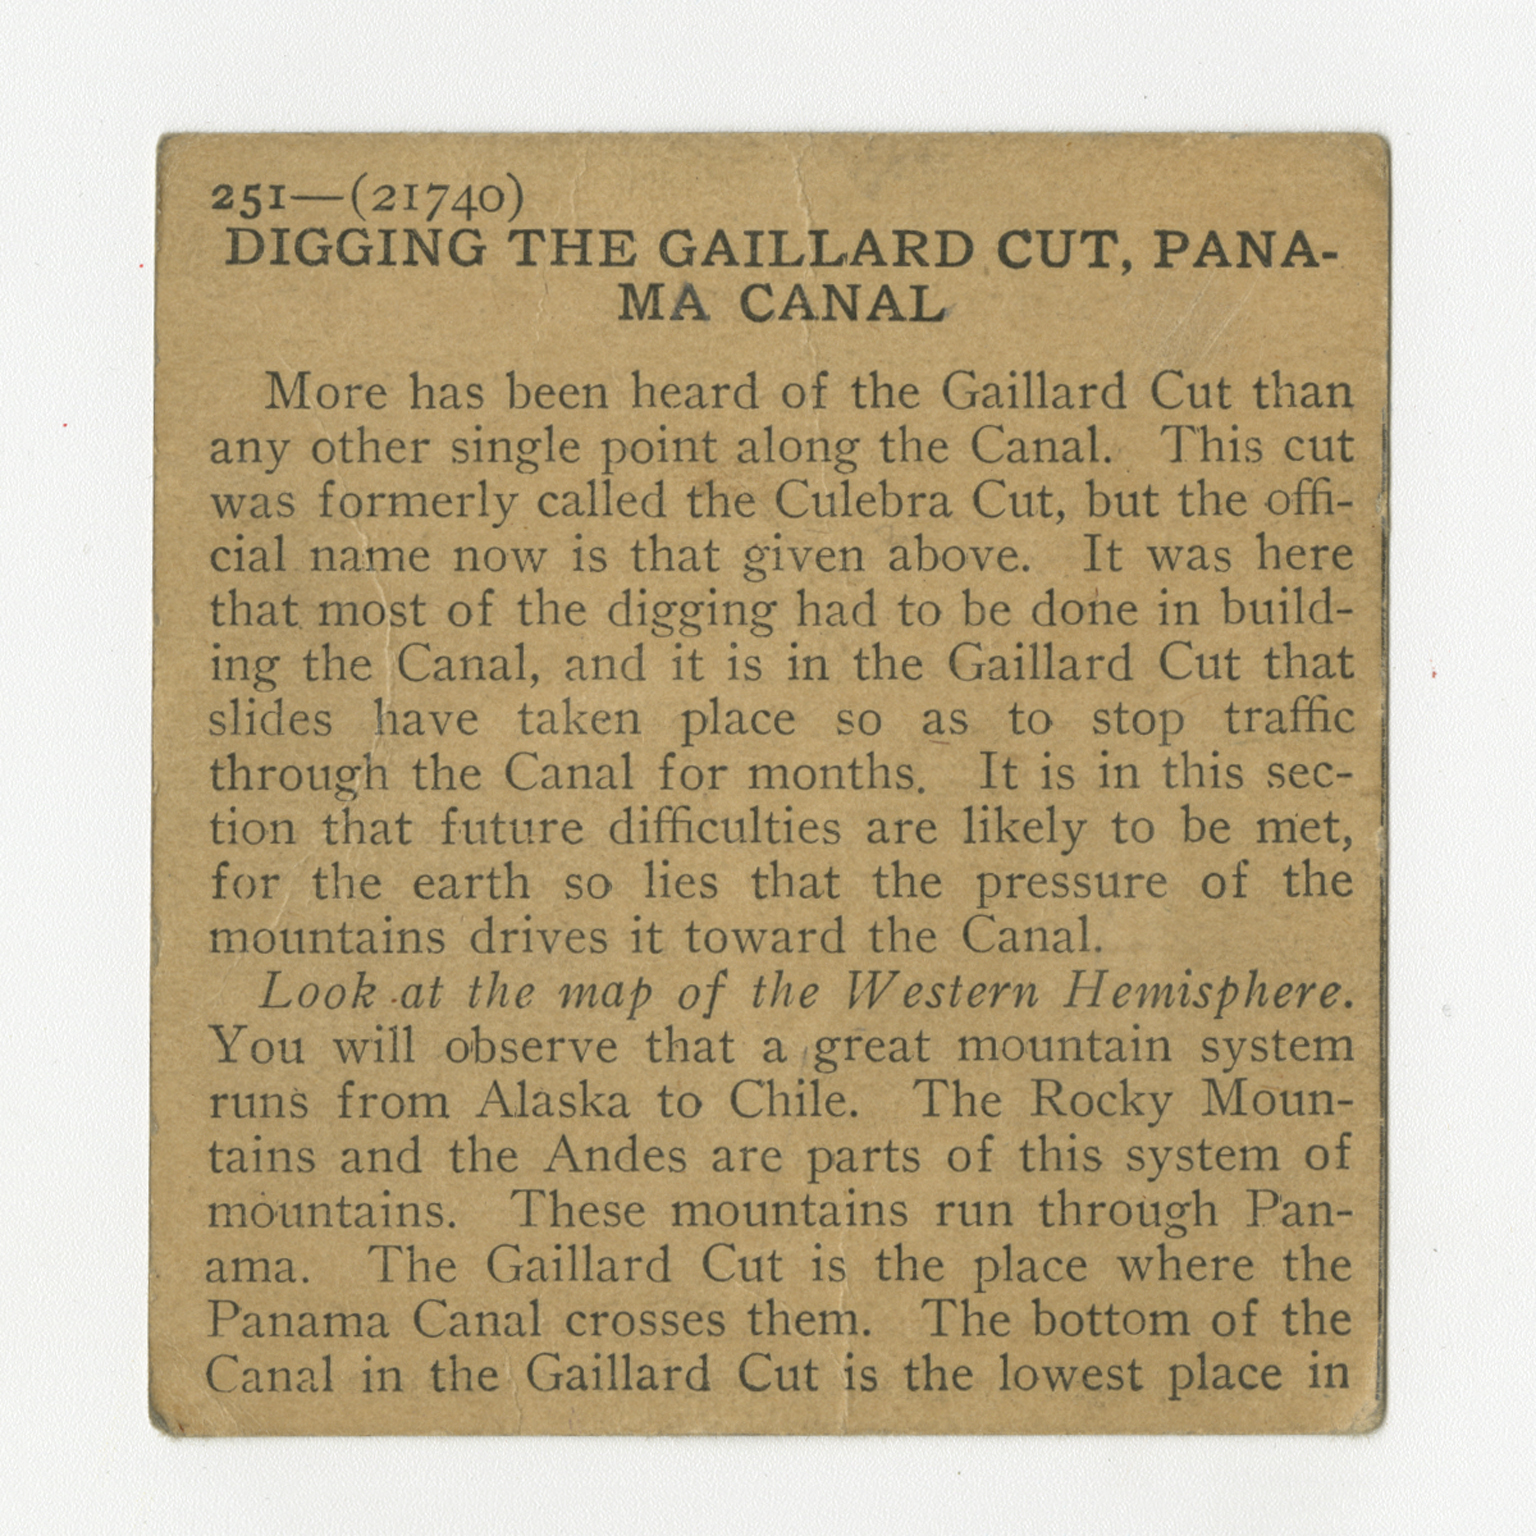 251—(21740)
DIGGING THE GAILLARD CUT, PANA-
MA CANAL
More has been heard of the Gaillard Cut than
any other single point along the Canal. This cut
was formerly called the Culebra Cut, but the offi-
cial name now is that given above. It was here
that most of the digging had to be done in build-
ing the Canal, and it is in the Gaillard Cut that
slides have taken place so as to stop traffic
through the Canal for months. It is in this sec-
tion that future difficulties are likely to be met,
for the earth so lies that the pressure of the
mountains drives it toward the Canal.
Look at the map of the Western Hemisphere.
You will observe that a great mountain system
runs from Alaska to Chile. The Rocky Moun-
tains and the Andes are parts of this system of
mountains. These mountains run through Pan-
ama. The Gaillard Cut is the place where the
Panama Canal crosses them. The bottom of the
Canal in the Gaillard Cut is the lowest place in